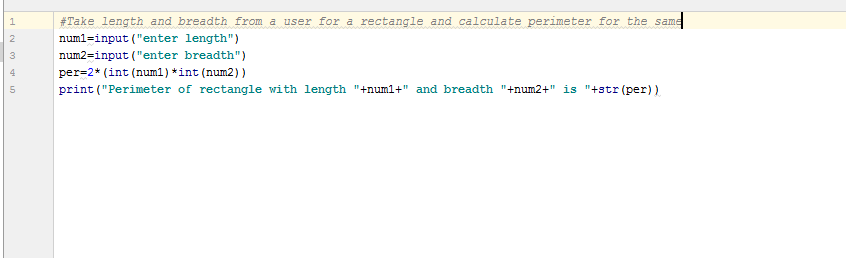 1 #Take length and breadth from a user for a rectangle and calculate perimeter for the same
2 num1=input("enter length")
3 num2=input("enter breadth")
4 per=2*(int(num1)*int(num2))
5 print("Perimeter of rectangle with length "+num1+" and breadth "+num2+" is "+str(per))